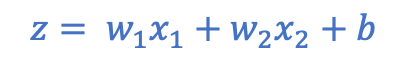 z = w₁x₁ + w₂x₂ + b